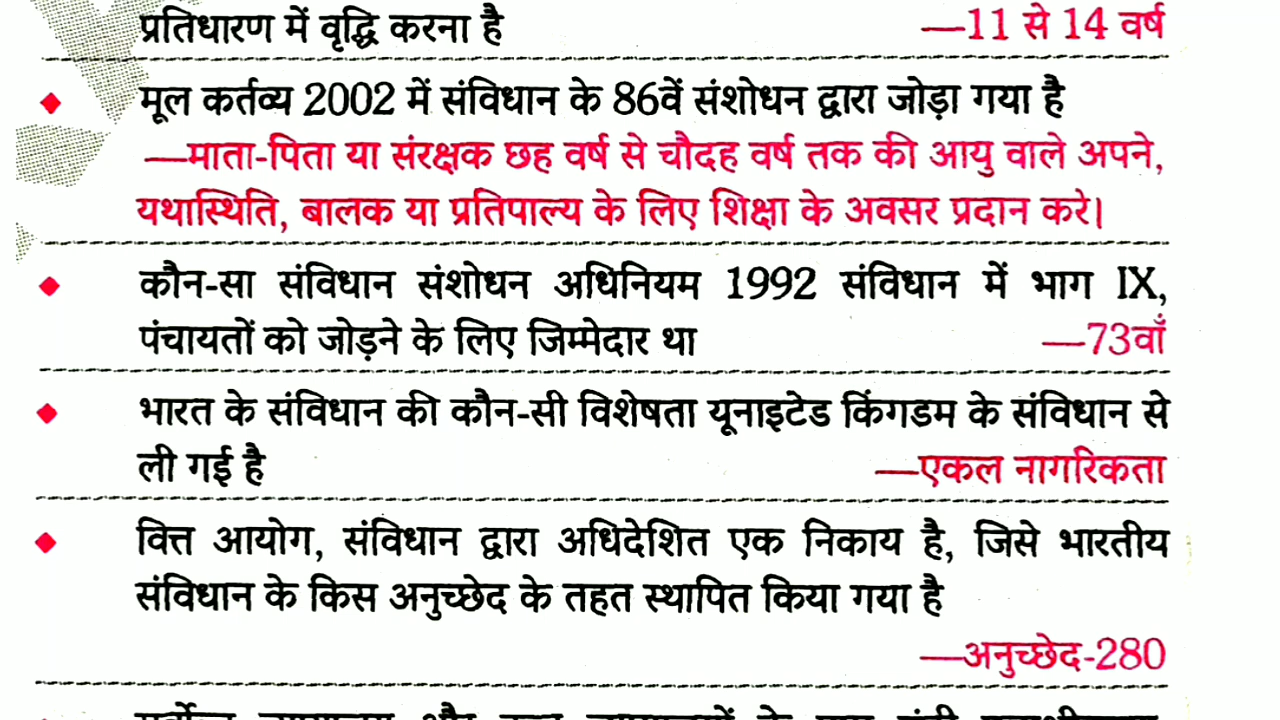 प्रतिधारण में वृद्धि करना है —11 से 14 वर्ष
मूल कर्तव्य 2002 में संविधान के 86वें संशोधन द्वारा जोड़ा गया है
—माता-पिता या संरक्षक छह वर्ष से चौदह वर्ष तक की आयु वाले अपने,
यथास्थिति, बालक या प्रतिपाल्य के लिए शिक्षा के अवसर प्रदान करे।
कौन-सा संविधान संशोधन अधिनियम 1992 संविधान में भाग IX,
पंचायतों को जोड़ने के लिए जिम्मेदार था —73वाँ
भारत के संविधान की कौन-सी विशेषता यूनाइटेड किंगडम के संविधान से
ली गई है —एकल नागरिकता
वित्त आयोग, संविधान द्वारा अधिदेशित एक निकाय है, जिसे भारतीय
संविधान के किस अनुच्छेद के तहत स्थापित किया गया है
—अनुच्छेद-280